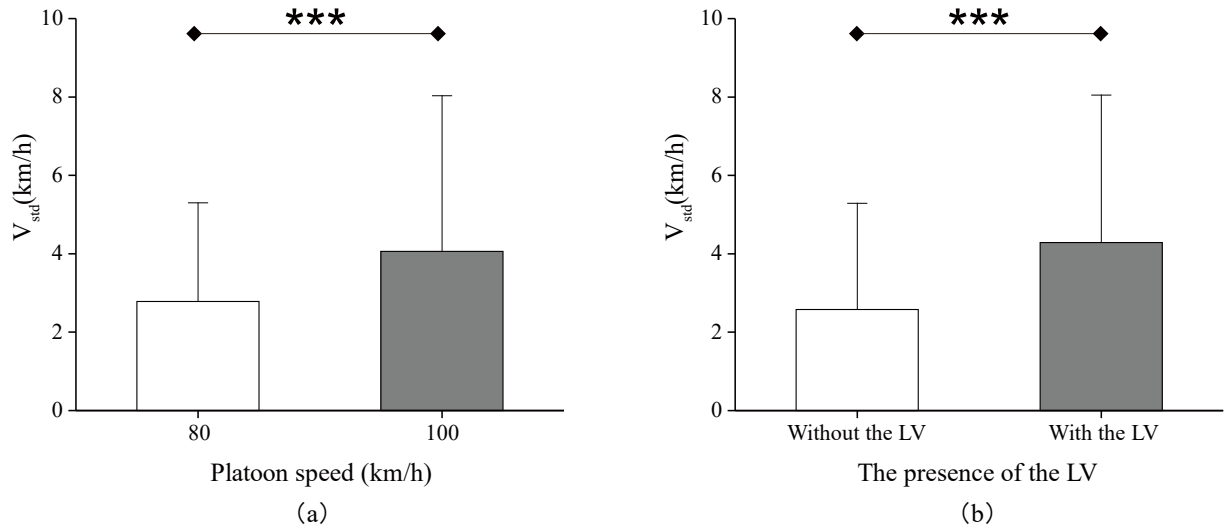 ***
10
8
6
4
2
0
V_std(km/h)
80 100
Platoon speed (km/h)
(a)
***
10
8
6
4
2
0
V_std(km/h)
Without the LV With the LV
The presence of the LV
(b)